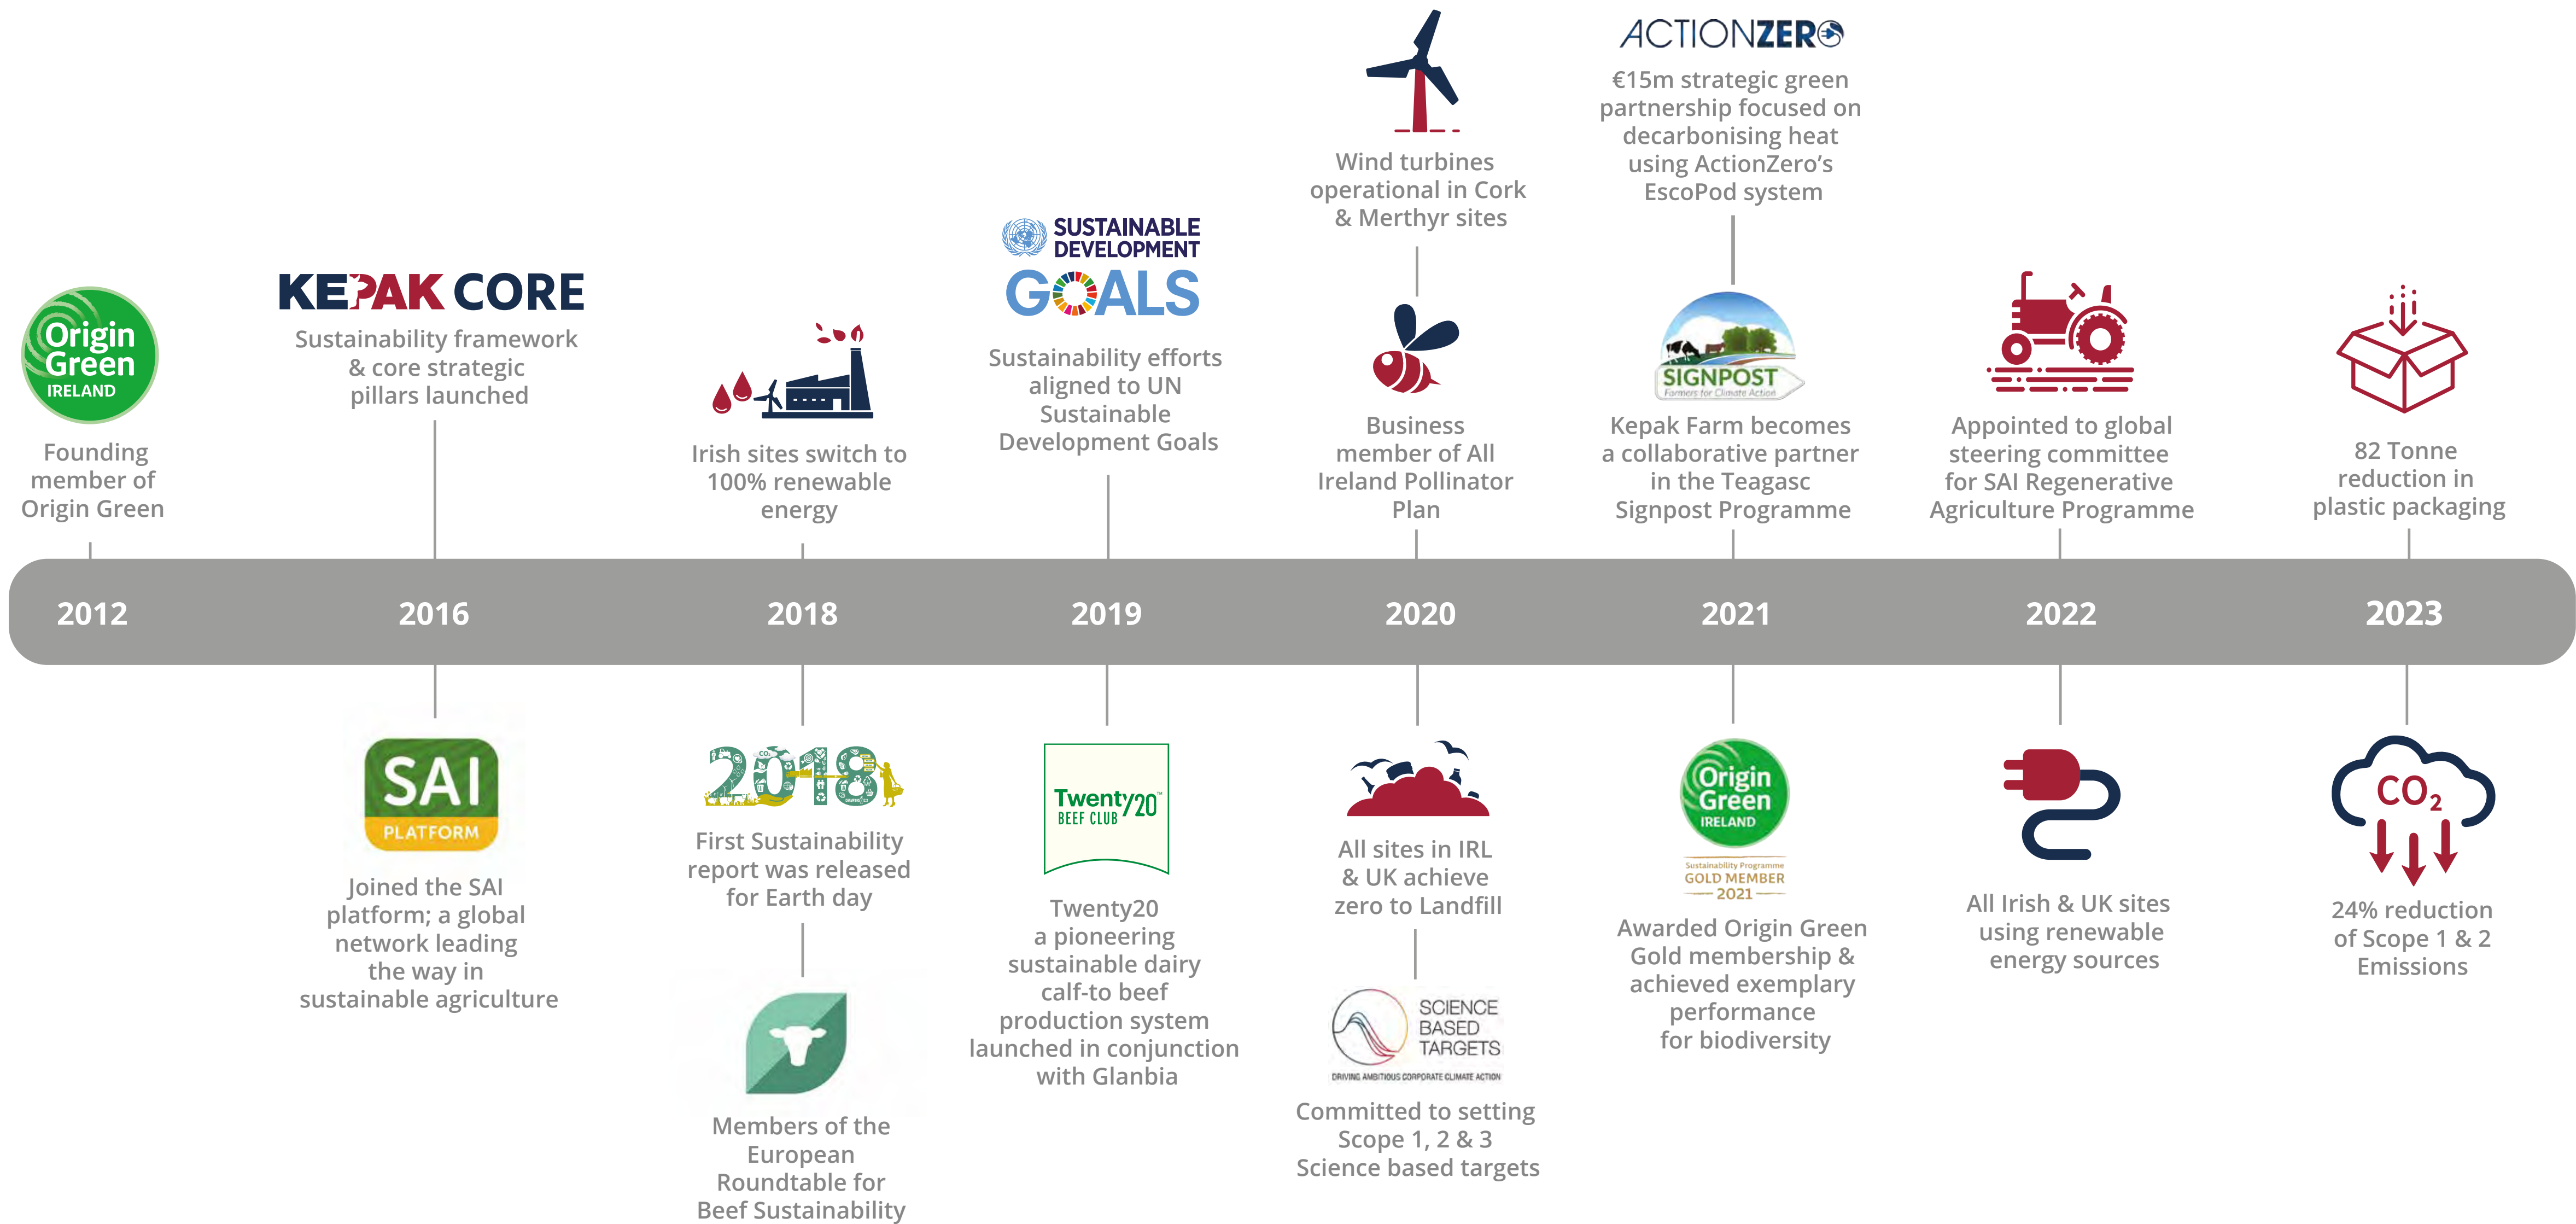 Origin
Green
IRELAND
Founding
member of
Origin Green
KEPAK CORE
Sustainability framework
& core strategic
pillars launched
Irish sites switch to
100% renewable
energy
SUSTAINABLE
DEVELOPMENT
GOALS
Sustainability efforts
aligned to UN
Sustainable
Development Goals
Wind turbines
operational in Cork
& Merthyr sites
Business
member of All
Ireland Pollinator
Plan
ACTIONZERO
€15m strategic green
partnership focused on
decarbonising heat
using ActionZero’s
EscoPod system
SIGNPOST
Farmers for Climate Action
Kepak Farm becomes
a collaborative partner
in the Teagasc
Signpost Programme
Appointed to global
steering committee
for SAI Regenerative
Agriculture Programme
82 Tonne
reduction in
plastic packaging
2012
2016
2018
2019
2020
2021
2022
2023
SAI
PLATFORM
Joined the SAI
platform; a global
network leading
the way in
sustainable agriculture
2018
First Sustainability
report was released
for Earth day
Members of the
European
Roundtable for
Beef Sustainability
Twenty20™
BEEF CLUB
Twenty20
a pioneering
sustainable dairy
calf-to beef
production system
launched in conjunction
with Glanbia
All sites in IRL
& UK achieve
zero to Landfill
SCIENCE
BASED
TARGETS
DRIVING AMBITIOUS CORPORATE CLIMATE ACTION
Committed to setting
Scope 1, 2 & 3
Science based targets
Origin
Green
IRELAND
Sustainability Programme
GOLD MEMBER
2021
Awarded Origin Green
Gold membership &
achieved exemplary
performance
for biodiversity
All Irish & UK sites
using renewable
energy sources
CO₂
24% reduction
of Scope 1 & 2
Emissions